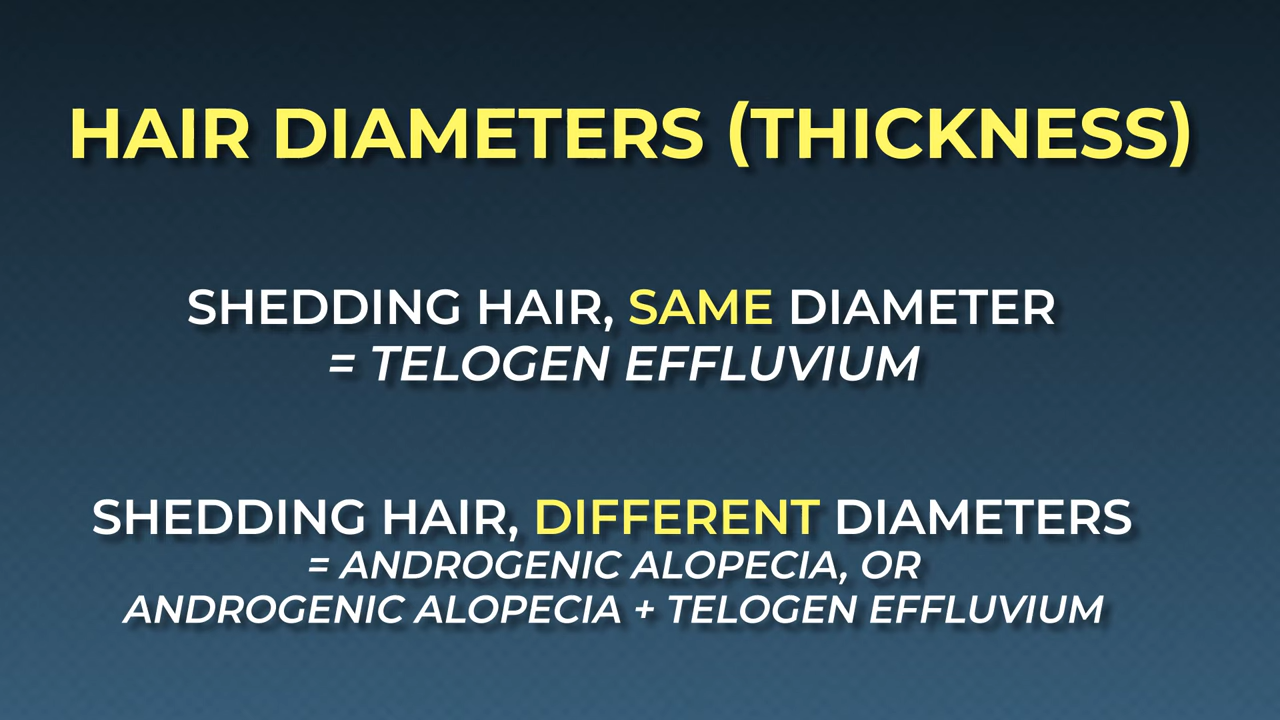 HAIR DIAMETERS (THICKNESS)
SHEDDING HAIR, SAME DIAMETER
= TELOGEN EFFLUVIUM
SHEDDING HAIR, DIFFERENT DIAMETERS
= ANDROGENIC ALOPECIA, OR
ANDROGENIC ALOPECIA + TELOGEN EFFLUVIUM